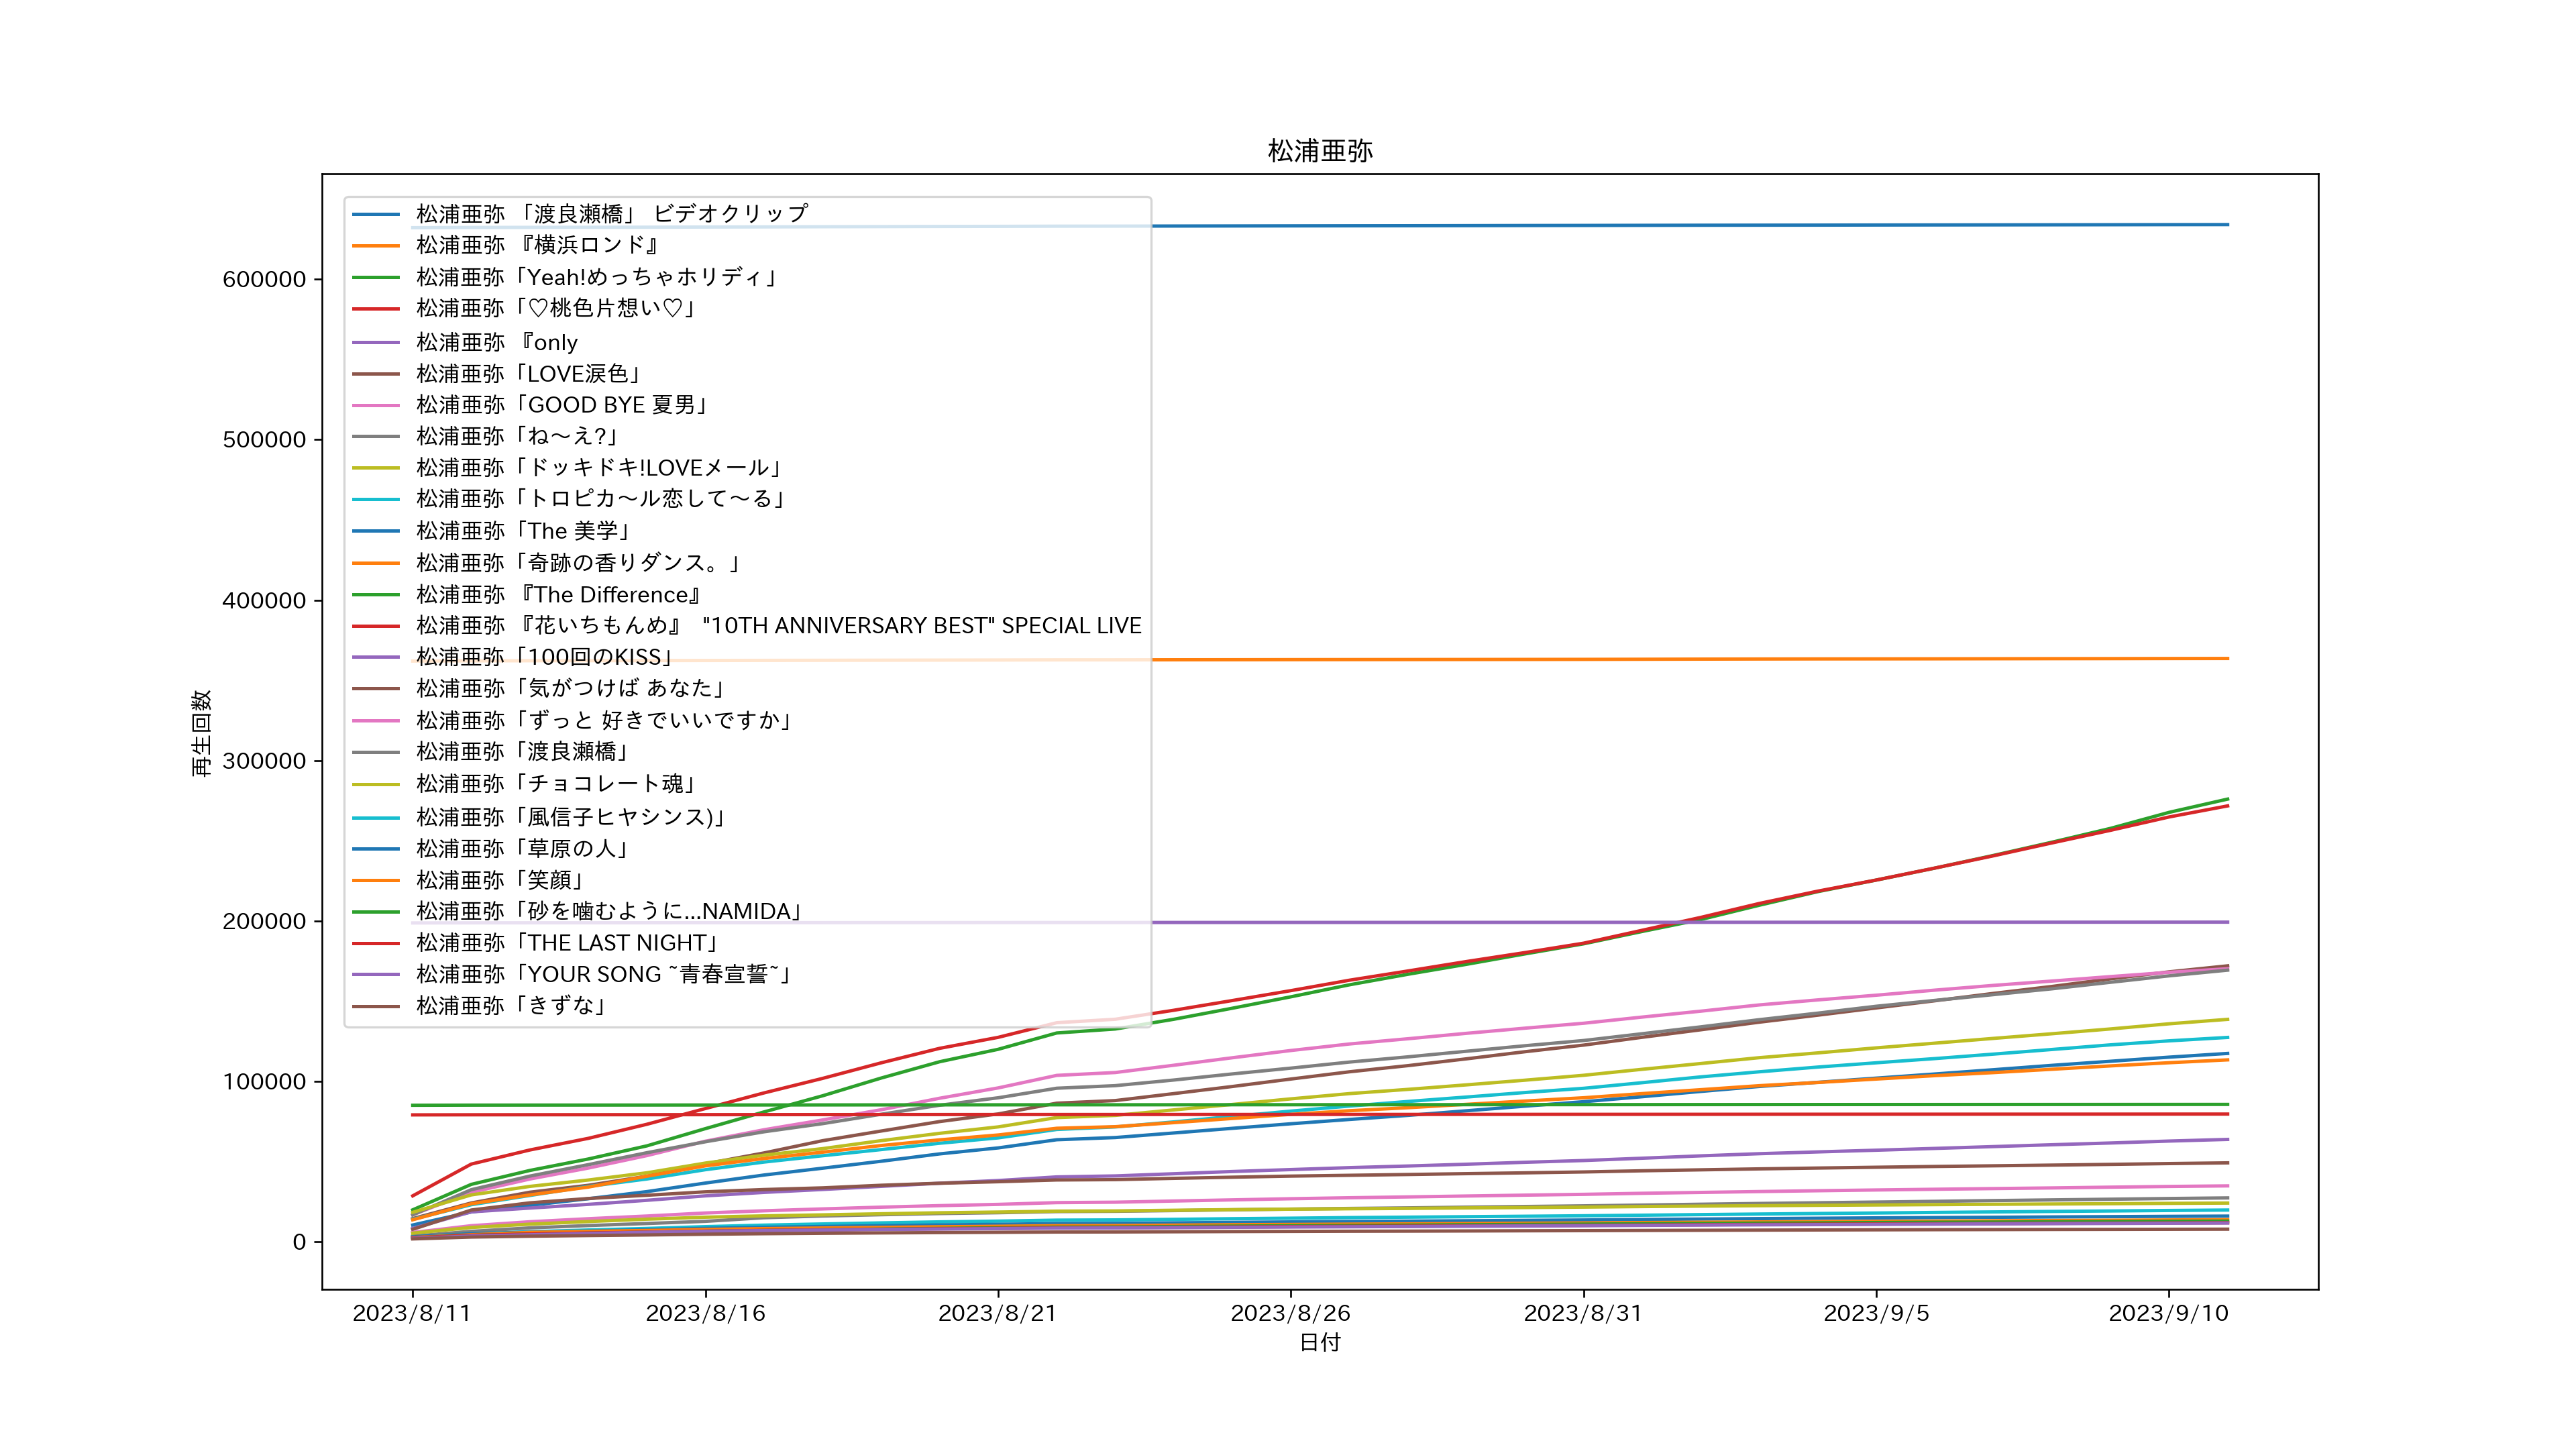 松浦亜弥
松浦亜弥 「渡良瀬橋」 ビデオクリップ
松浦亜弥 『横浜ロンド』
松浦亜弥「Yeah!めっちゃホリディ」
松浦亜弥「♡桃色片想い♡」
松浦亜弥 『only
松浦亜弥「LOVE涙色」
松浦亜弥「GOOD BYE 夏男」
松浦亜弥「ね～え?」
松浦亜弥「ドッキドキ!LOVEメール」
松浦亜弥「トロピカ～ル恋して～る」
松浦亜弥「The 美学」
松浦亜弥「奇跡の香りダンス。」
松浦亜弥 『The Difference』
松浦亜弥 『花いちもんめ』 "10TH ANNIVERSARY BEST" SPECIAL LIVE
松浦亜弥「100回のKISS」
松浦亜弥「気がつけば あなた」
松浦亜弥「ずっと 好きでいいですか」
松浦亜弥「渡良瀬橋」
松浦亜弥「チョコレート魂」
松浦亜弥「風信子ヒヤシンス)」
松浦亜弥「草原の人」
松浦亜弥「笑顔」
松浦亜弥「砂を噛むように…NAMIDA」
松浦亜弥「THE LAST NIGHT」
松浦亜弥「YOUR SONG ~青春宣誓~」
松浦亜弥「きずな」
600000
500000
400000
300000
200000
100000
0
再生回数
2023/8/11 2023/8/16 2023/8/21 2023/8/26 2023/8/31 2023/9/5 2023/9/10
日付